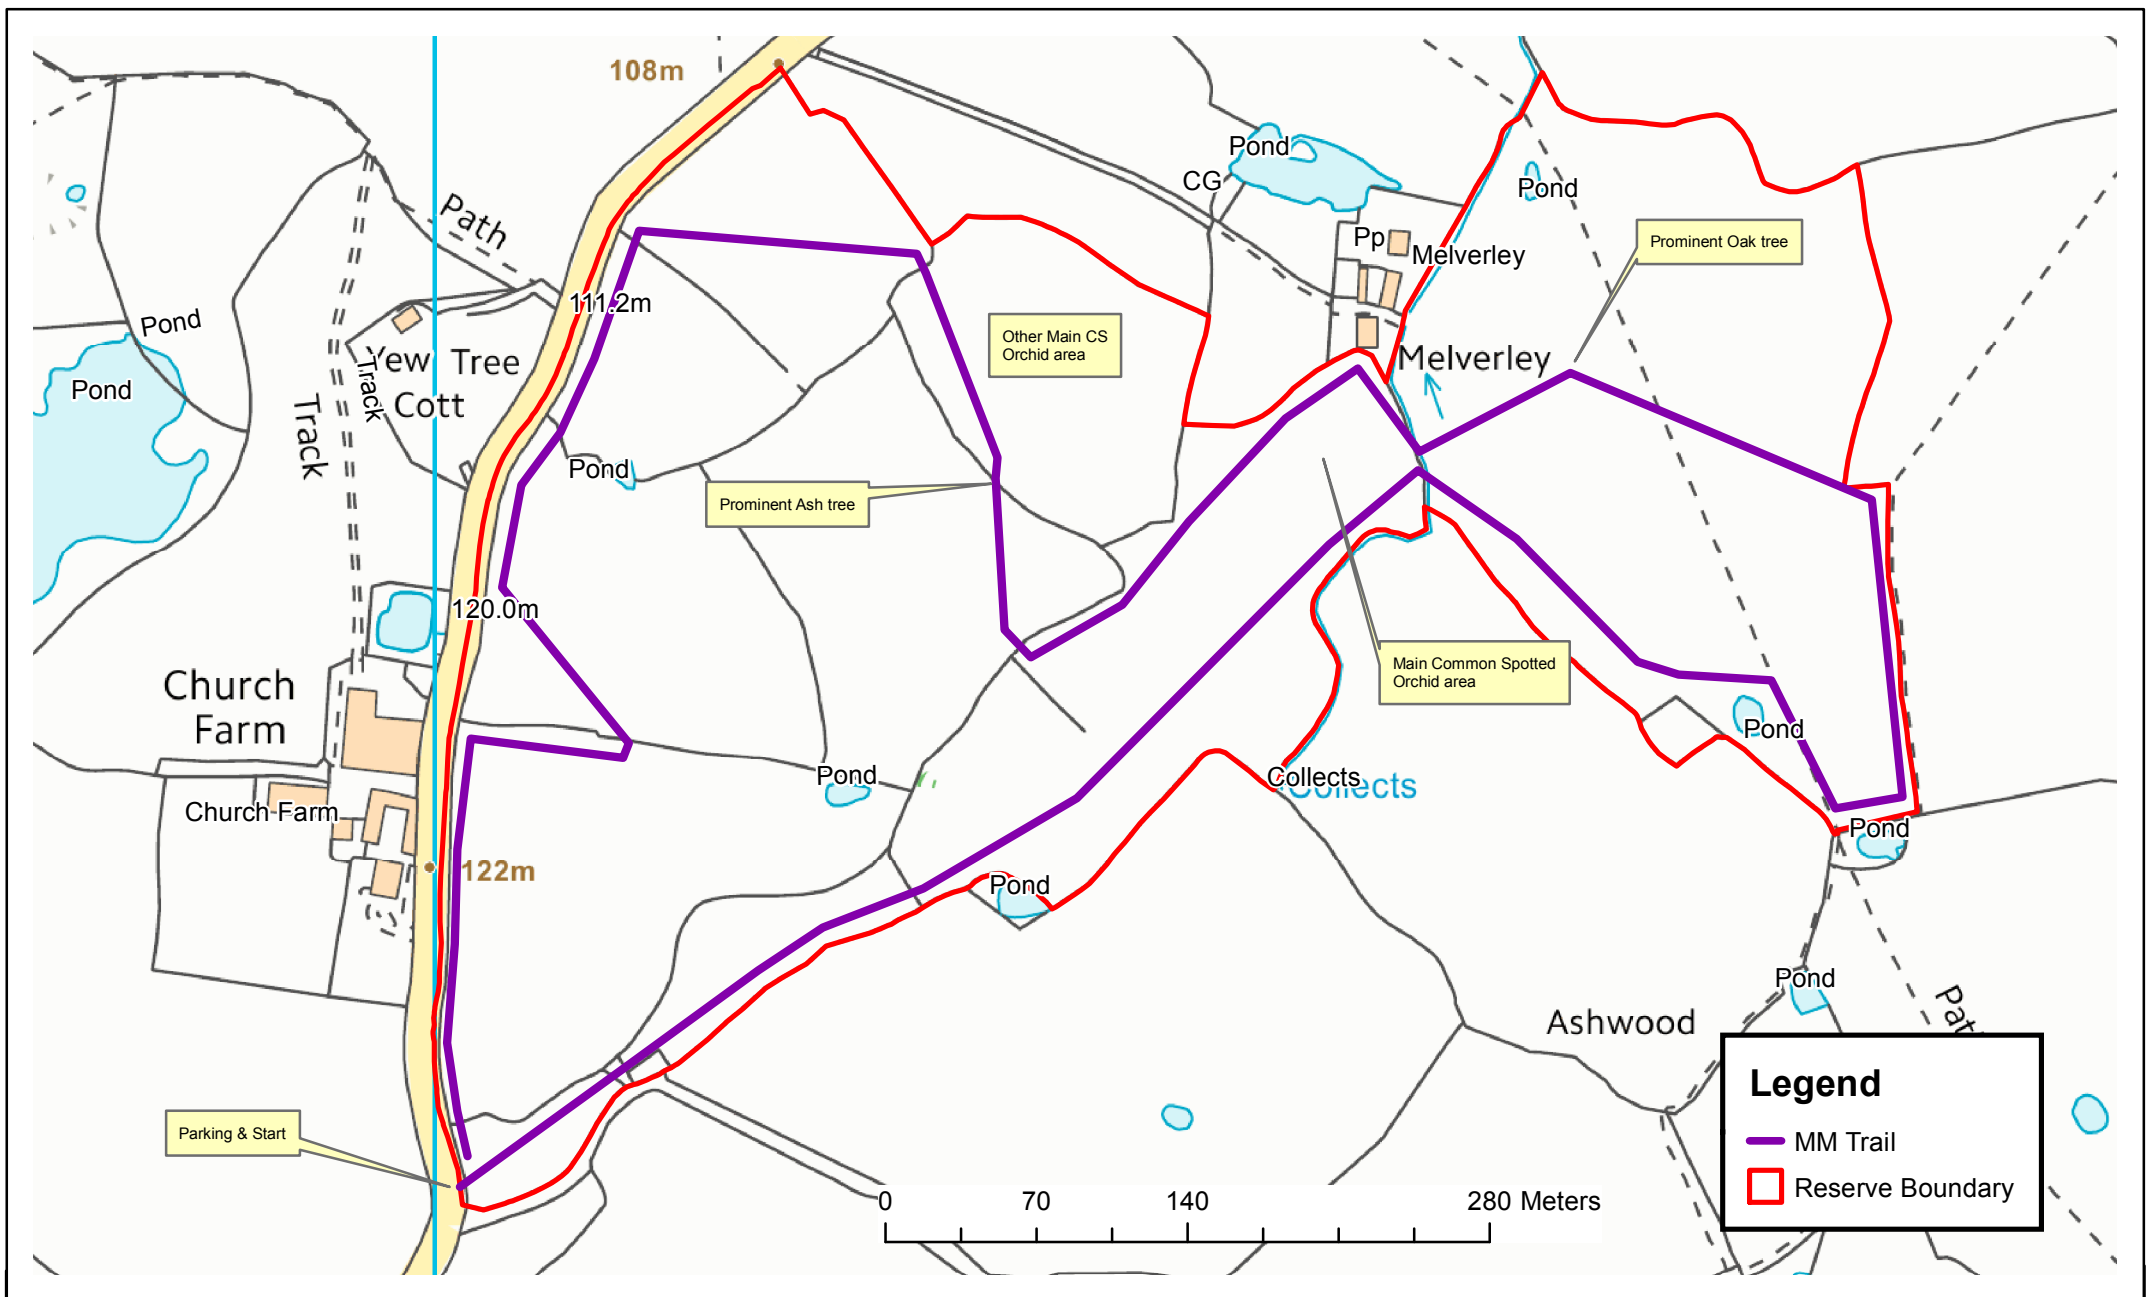 108m
Pond
CG
Pond
Path
Pp
Melverley
Prominent Oak tree
111.2m
Pond
Other Main CS
Orchid area
Yew Tree
Cott
Track
Track
Pond
Melverley
Pond
Prominent Ash tree
120.0m
Main Common Spotted
Orchid area
Church
Farm
Pond
Pond
Collects
Collects
Church Farm
Pond
122m
Pond
Pond
Ashwood
Parking & Start
Legend
MM Trail
Reserve Boundary
0 70 140 280 Meters